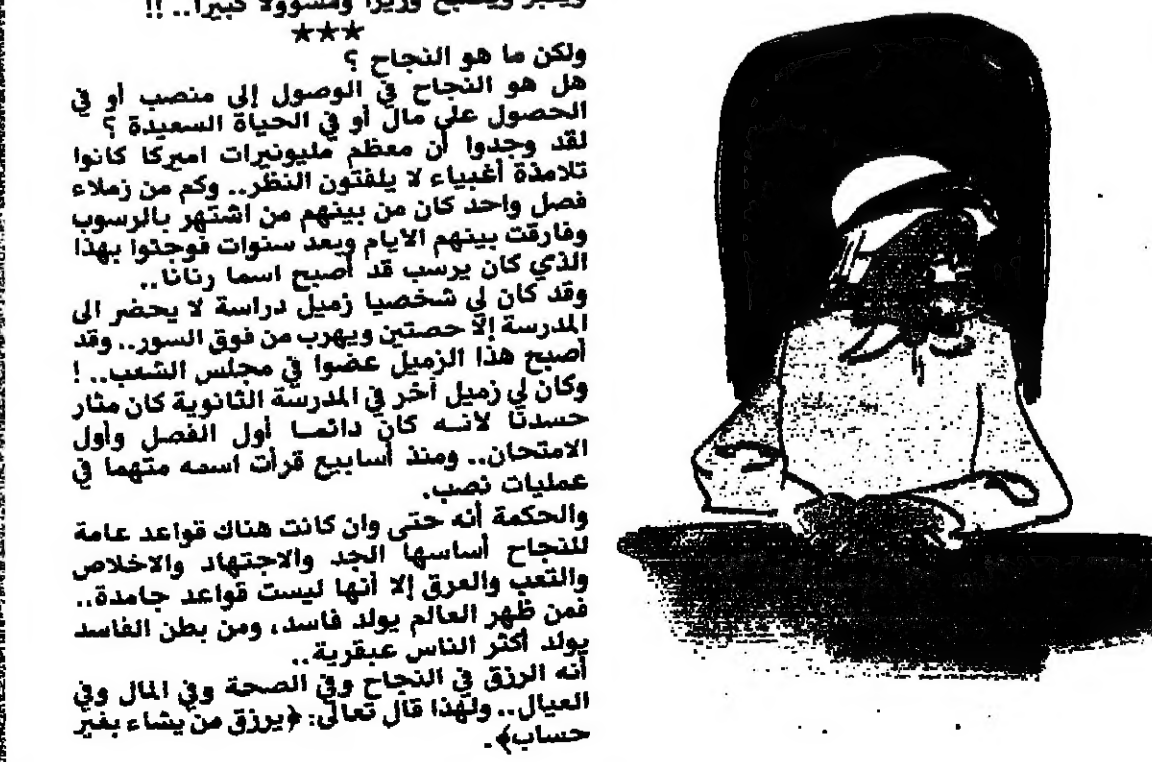 ويكبر ويصبح وزيرا ومسؤولا كبيرا.. !!
★★★
ولكن ما هو النجاح ؟
هل هو النجاح في الوصول إلى منصب أو في
الحصول على مال أو في الحياة السعيدة ؟
لقد وجدوا أن معظم مليونيرات اميركا كانوا
تلامذة أغبياء لا يلفتون النظر.. وكم من زملاء
فصل واحد كان من بينهم من اشتهر بالرسوب
وفارقت بينهم الايام وبعد سنوات فوجئوا بهذا
الذي كان يرسب قد أصبح اسما رنانا..
وقد كان لي شخصيا زميل دراسة لا يحضر الى
المدرسة إلا حصتين ويهرب من فوق السور.. وقد
أصبح هذا الزميل عضوا في مجلس الشعب.. !
وكان لي زميل آخر في المدرسة الثانوية كان مثار
حسدنا لانـه كان دائمـا أول الفصل وأول
الامتحان.. ومنذ أسابيع قرأت اسمه متهما في
عمليات نصب.
والحكمة أنه حتى وان كانت هناك قواعد عامة
للنجاح أساسها الجد والاجتهاد والاخلاص
والتعب والعرق إلا أنها ليست قواعد جامدة..
فمن ظهر العالم يولد فاسد، ومن بطن الفاسد
يولد أكثر الناس عبقرية..
أنه الرزق في النجاح وفي الصحة وفي المال وفي
العيال.. ولهذا قال تعالى: ﴿يرزق من يشاء بغير
حساب﴾.